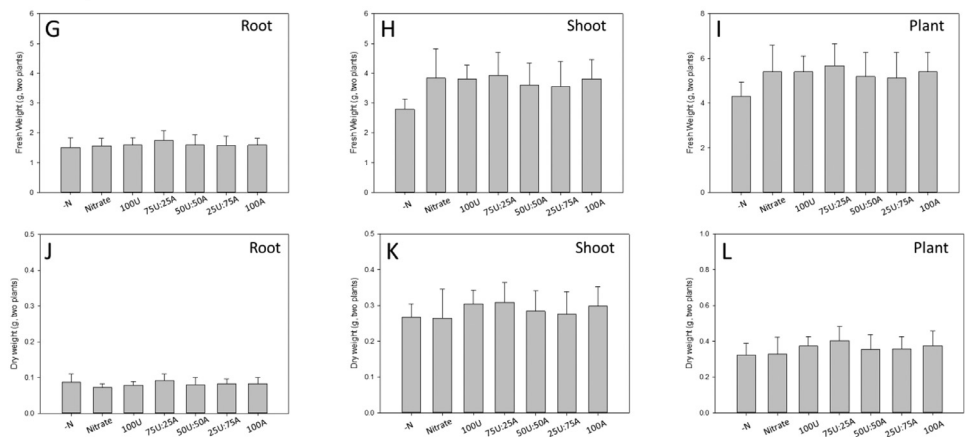 G Root
Fresh Weight (g, two plants)
6
5
4
3
2
1
0
-N Nitrate 100U 75U:25A 50U:50A 25U:75A 100A
H Shoot
Fresh Weight (g, two plants)
6
5
4
3
2
1
0
-N Nitrate 100U 75U:25A 50U:50A 25U:75A 100A
I Plant
Fresh Weight (g, two plants)
8
6
4
2
0
-N Nitrate 100U 75U:25A 50U:50A 25U:75A 100A
J Root
Dry weight (g, two plants)
0.5
0.4
0.3
0.2
0.1
0.0
-N Nitrate 100U 75U:25A 50U:50A 25U:75A 100A
K Shoot
Dry weight (g, two plants)
0.5
0.4
0.3
0.2
0.1
0.0
-N Nitrate 100U 75U:25A 50U:50A 25U:75A 100A
L Plant
Dry weight (g, two plants)
1.0
0.8
0.6
0.4
0.2
0.0
-N Nitrate 100U 75U:25A 50U:50A 25U:75A 100A